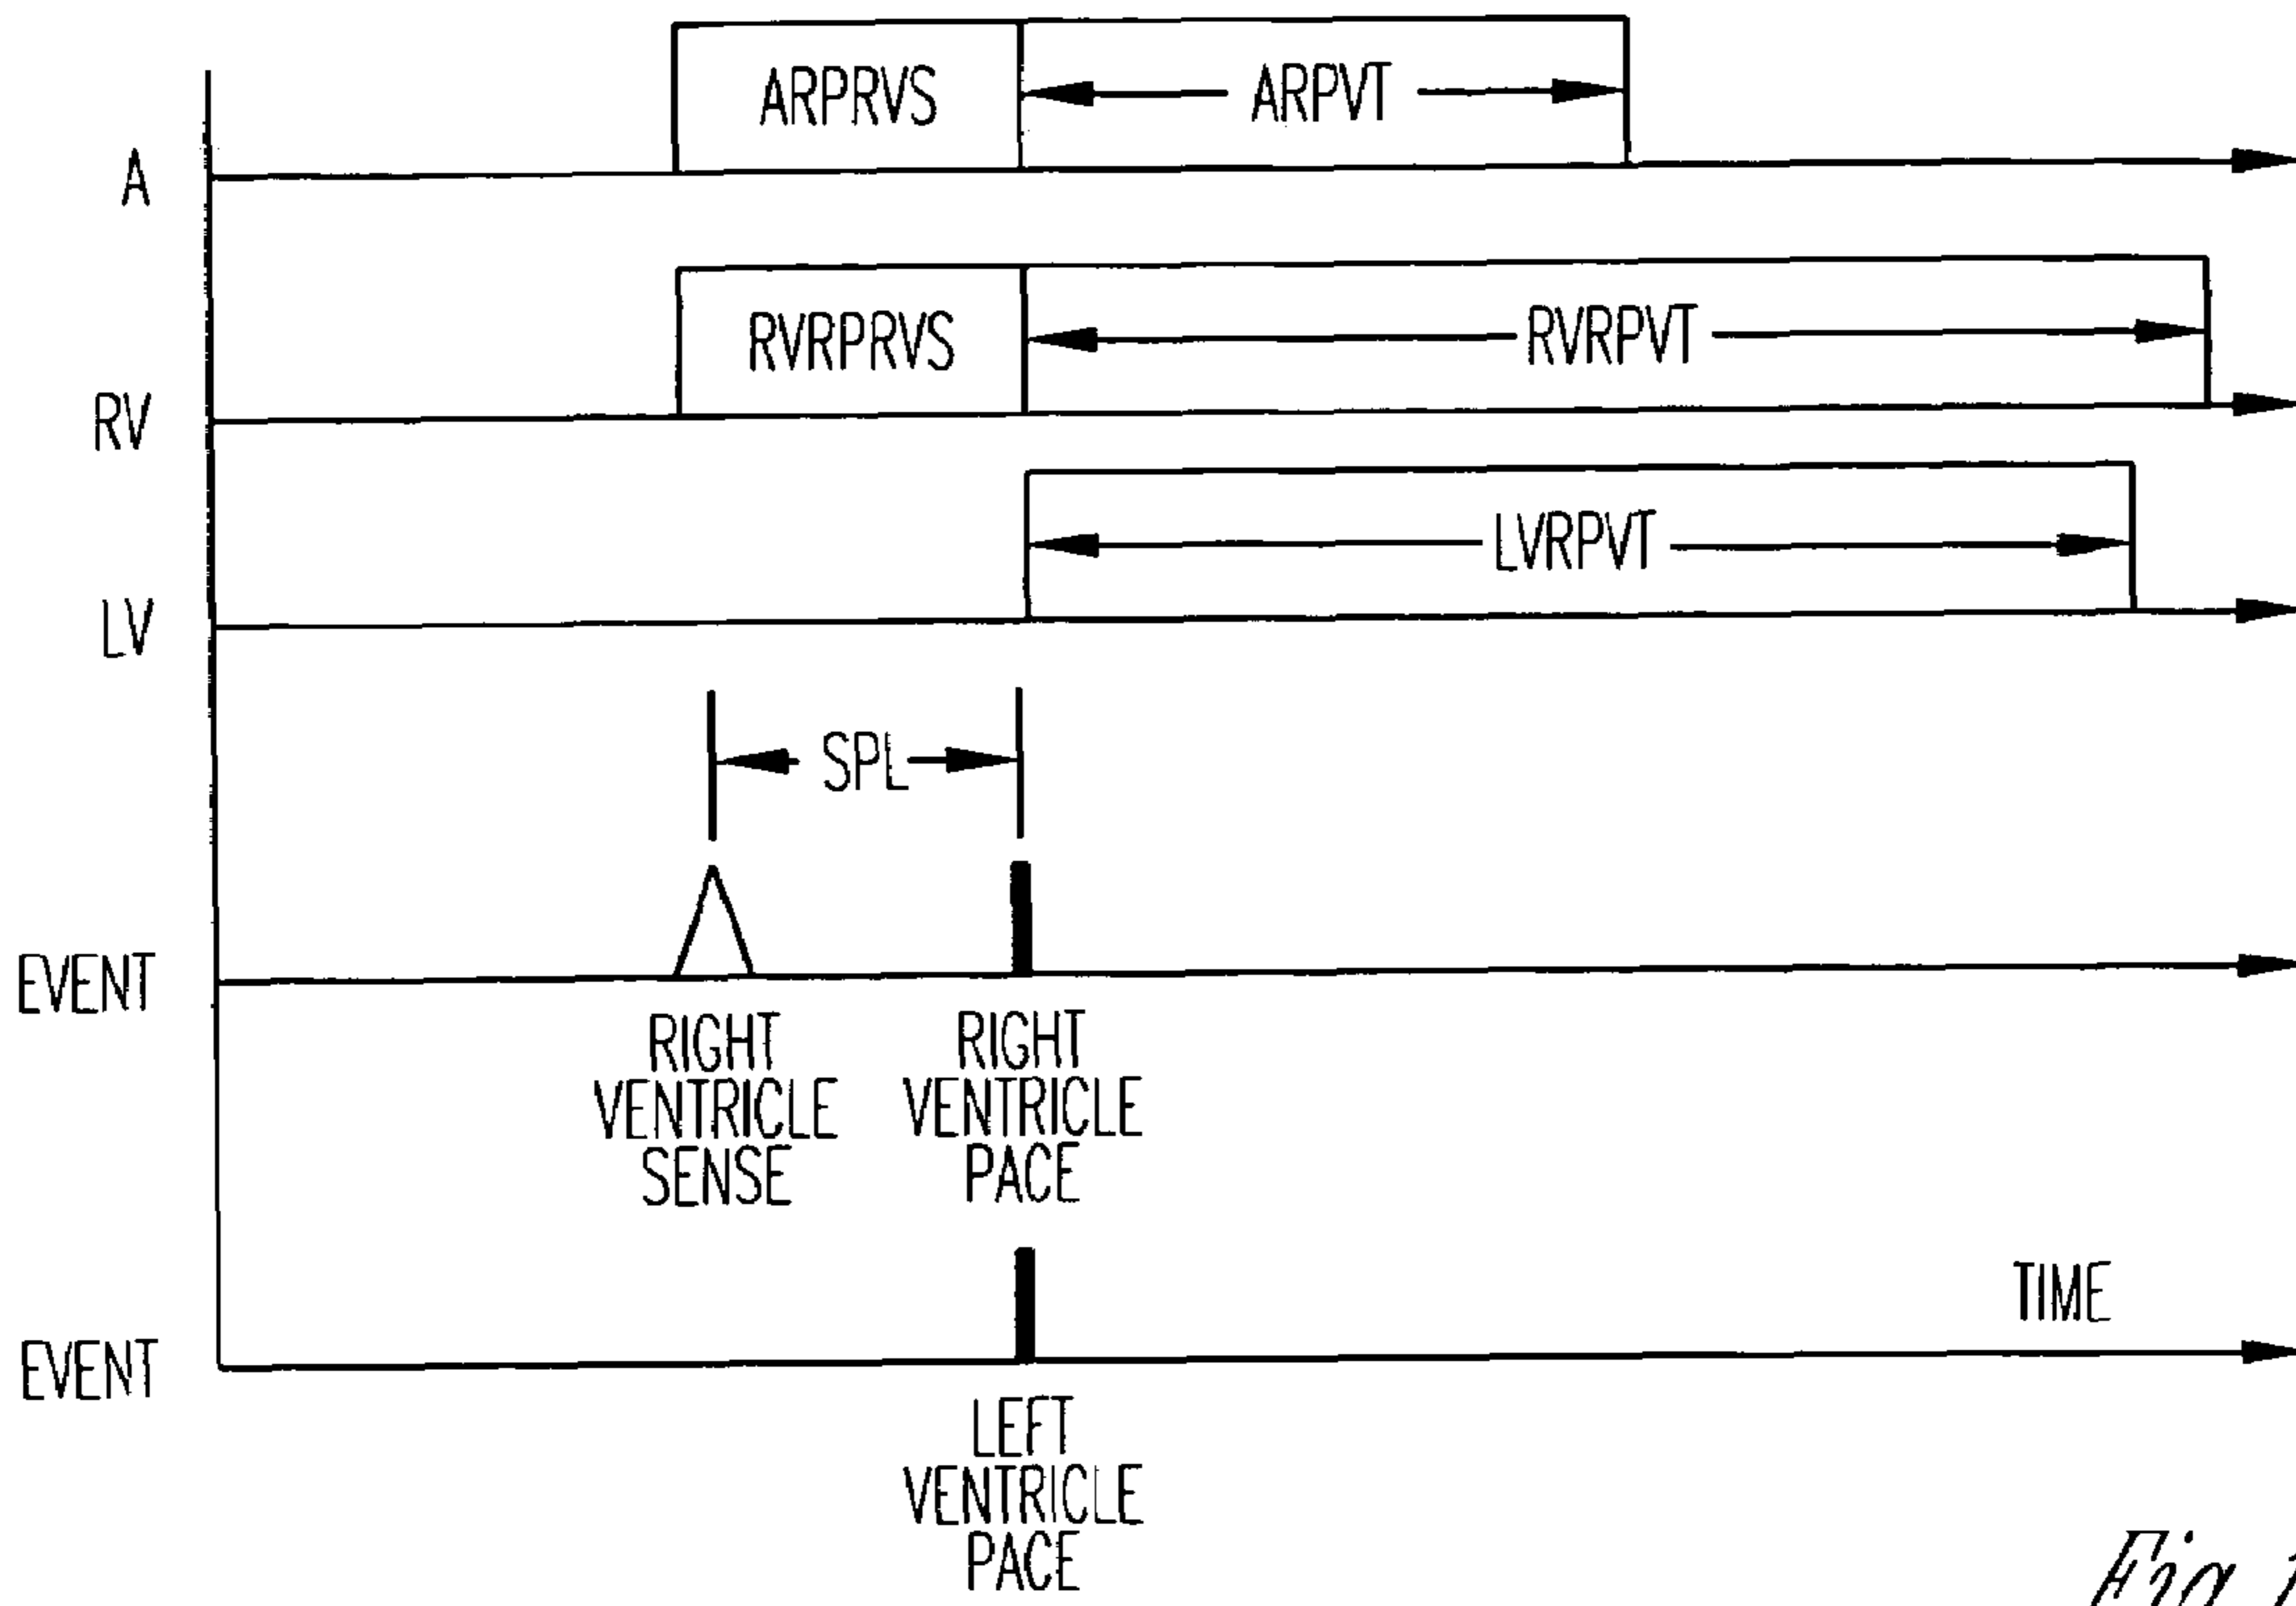 ARPRVS ARPVT
A
RVRPRVS RVRPVT
RV
LVRPVT
LV
SPL
EVENT
RIGHT VENTRICLE SENSE
RIGHT VENTRICLE PACE
TIME
EVENT
LEFT VENTRICLE PACE
Fig.